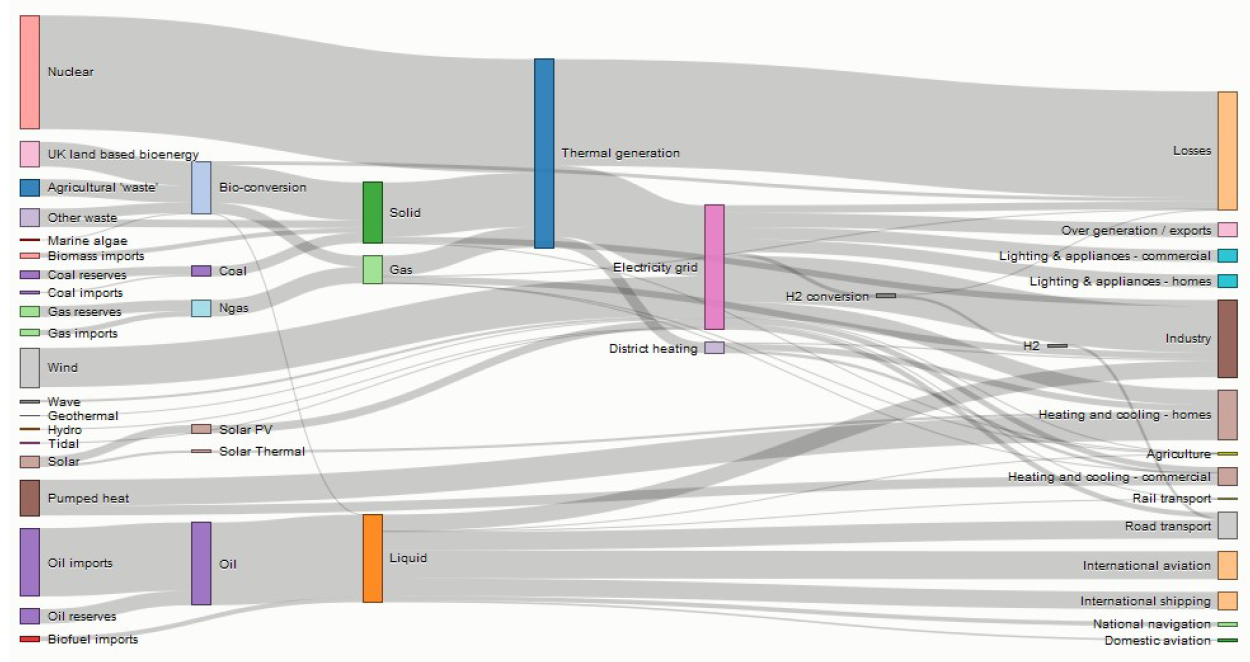 Nuclear
UK land based bioenergy
Agricultural 'waste'
Other waste
Marine algae
Biomass imports
Coal reserves
Coal imports
Gas reserves
Gas imports
Wind
Wave
Geothermal
Hydro
Tidal
Solar
Pumped heat
Oil imports
Oil reserves
Biofuel imports
Bio-conversion
Coal
Ngas
Solar PV
Solar Thermal
Oil
Solid
Gas
Liquid
Thermal generation
Electricity grid
District heating
H2 conversion
H2
Losses
Over generation / exports
Lighting & appliances - commercial
Lighting & appliances - homes
Industry
Heating and cooling - homes
Agriculture
Heating and cooling - commercial
Rail transport
Road transport
International aviation
International shipping
National navigation
Domestic aviation